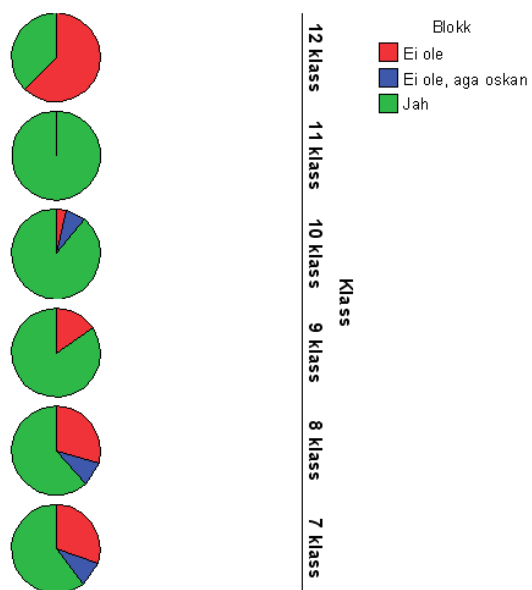 Blokk
Ei ole
Ei ole, aga oskan
Jah
12 klass
11 klass
10 klass
9 klass
8 klass
7 klass
Klass